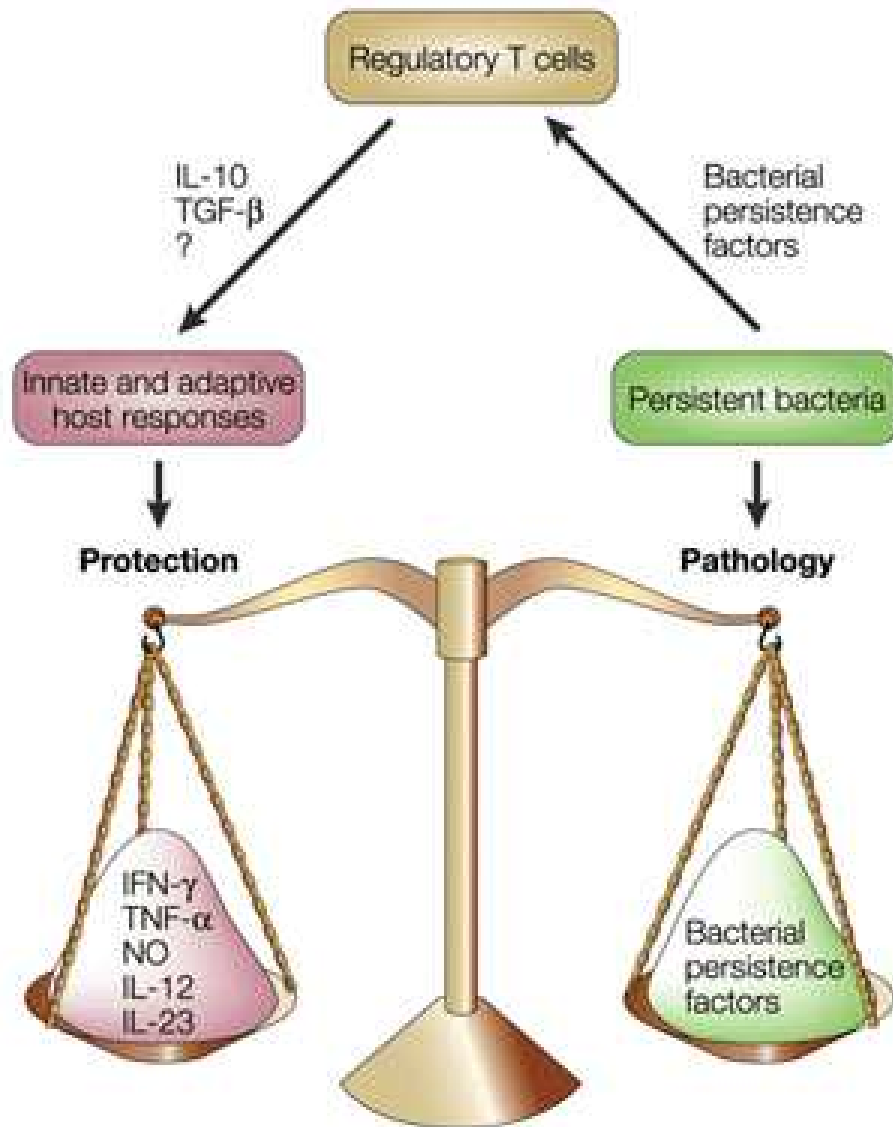 Regulatory T cells
IL-10
TGF-β
?
Bacterial
persistence
factors
Innate and adaptive
host responses
Persistent bacteria
Protection
Pathology
IFN-γ
TNF-α
NO
IL-12
IL-23
Bacterial
persistence
factors